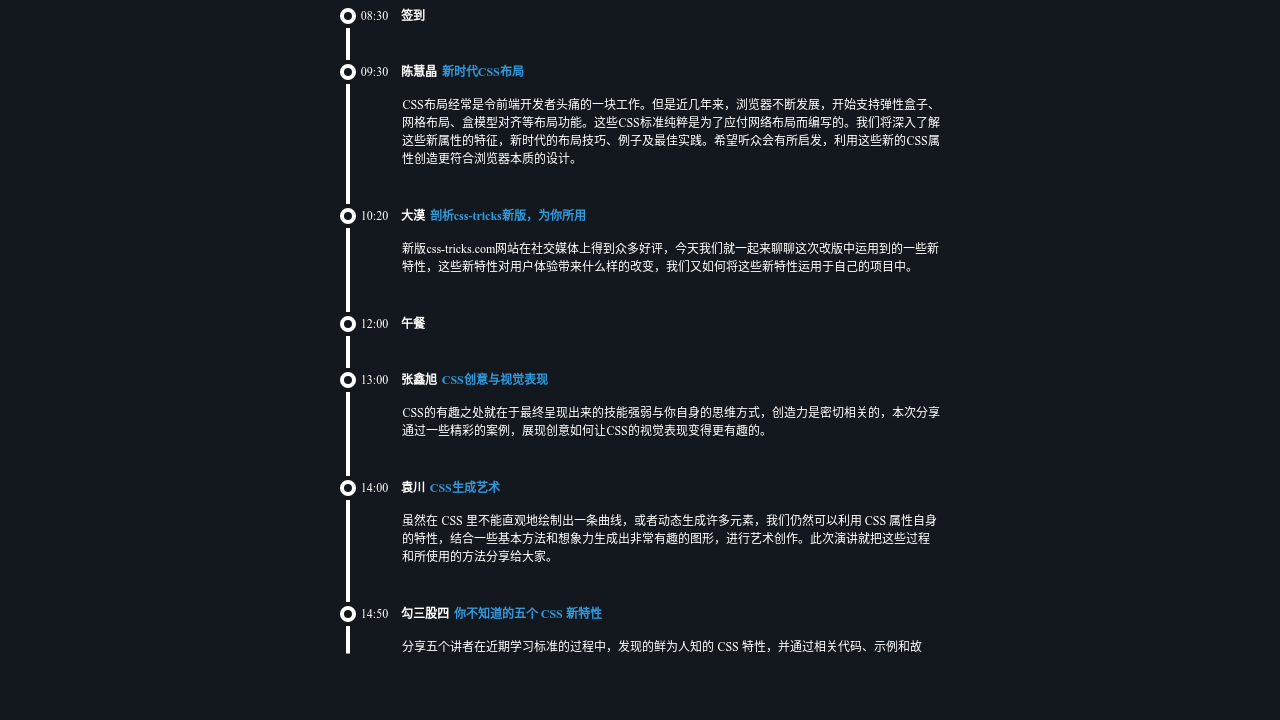 08:30 签到
09:30 陈慧晶 新时代CSS布局
CSS布局经常是令前端开发者头痛的一块工作。但是近几年来，浏览器不断发展，开始支持弹性盒子、
网格布局、盒模型对齐等布局功能。这些CSS标准纯粹是为了应付网络布局而编写的。我们将深入了解
这些新属性的特征，新时代的布局技巧、例子及最佳实践。希望听众会有所启发，利用这些新的CSS属
性创造更符合浏览器本质的设计。
10:20 大漠 剖析css-tricks新版，为你所用
新版css-tricks.com网站在社交媒体上得到众多好评，今天我们就一起来聊聊这次改版中运用到的一些新
特性，这些新特性对用户体验带来什么样的改变，我们又如何将这些新特性运用于自己的项目中。
12:00 午餐
13:00 张鑫旭 CSS创意与视觉表现
CSS的有趣之处就在于最终呈现出来的技能强弱与你自身的思维方式，创造力是密切相关的，本次分享
通过一些精彩的案例，展现创意如何让CSS的视觉表现变得更有趣的。
14:00 袁川 CSS生成艺术
虽然在 CSS 里不能直观地绘制出一条曲线，或者动态生成许多元素，我们仍然可以利用 CSS 属性自身
的特性，结合一些基本方法和想象力生成出非常有趣的图形，进行艺术创作。此次演讲就把这些过程
和所使用的方法分享给大家。
14:50 勾三股四 你不知道的五个 CSS 新特性
分享五个讲者在近期学习标准的过程中，发现的鲜为人知的 CSS 特性，并通过相关代码、示例和故